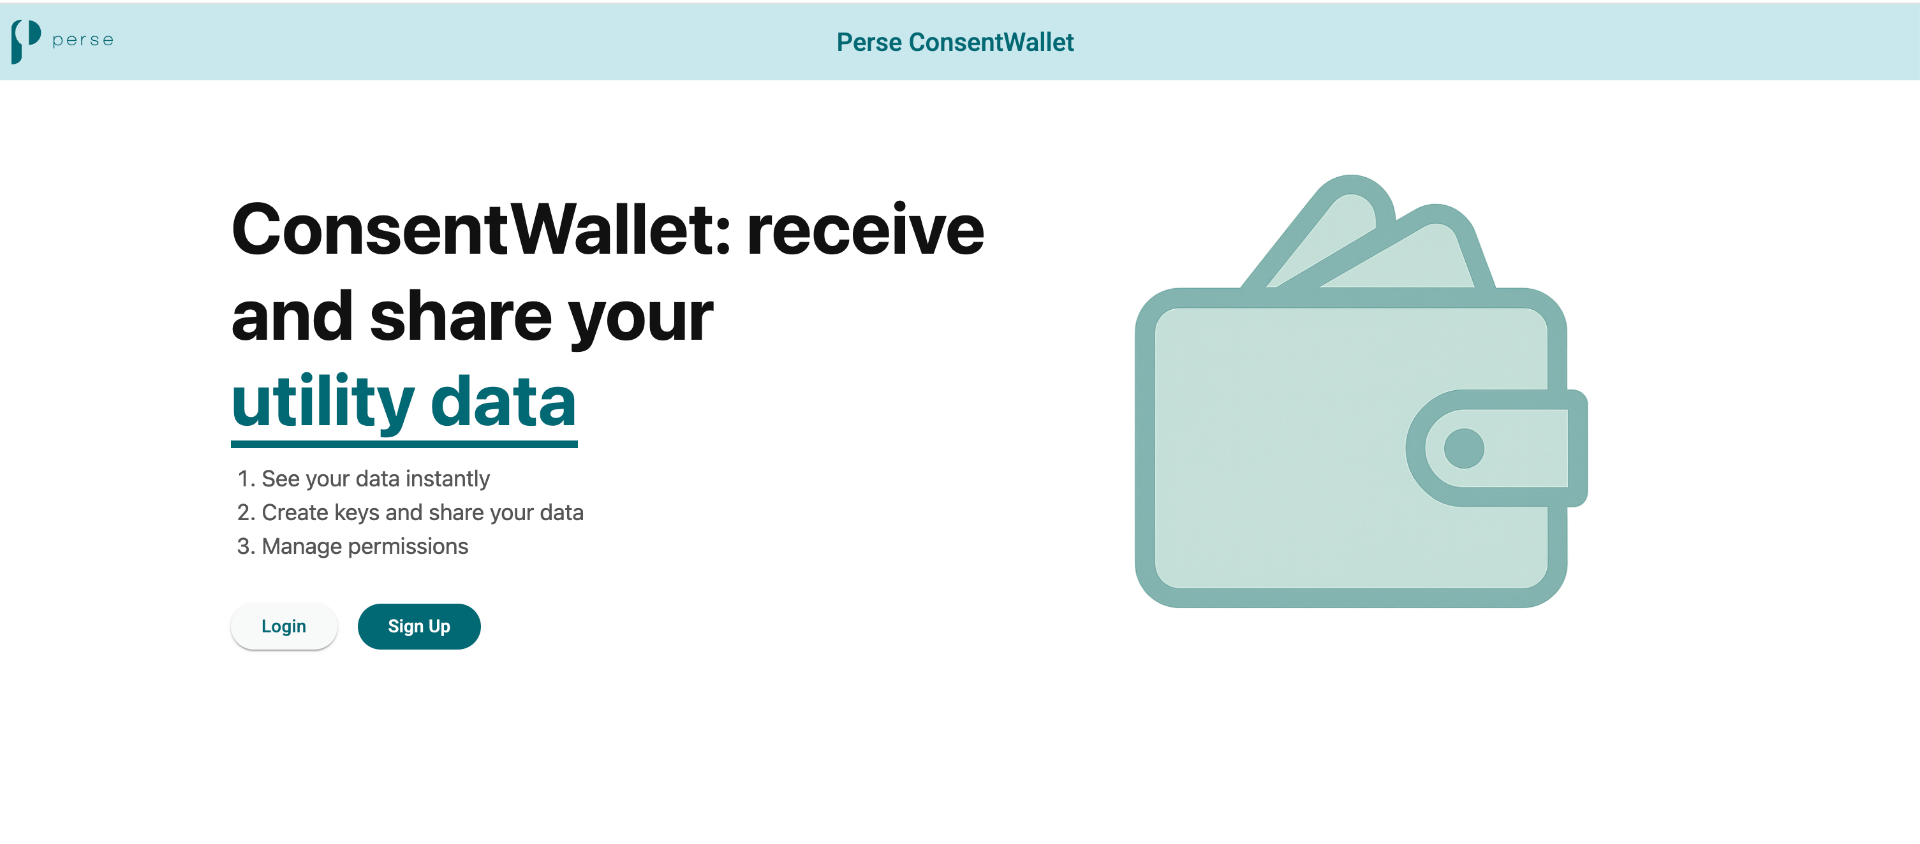 perse
Perse ConsentWallet
ConsentWallet: receive
and share your
utility data
1. See your data instantly
2. Create keys and share your data
3. Manage permissions
Login
Sign Up